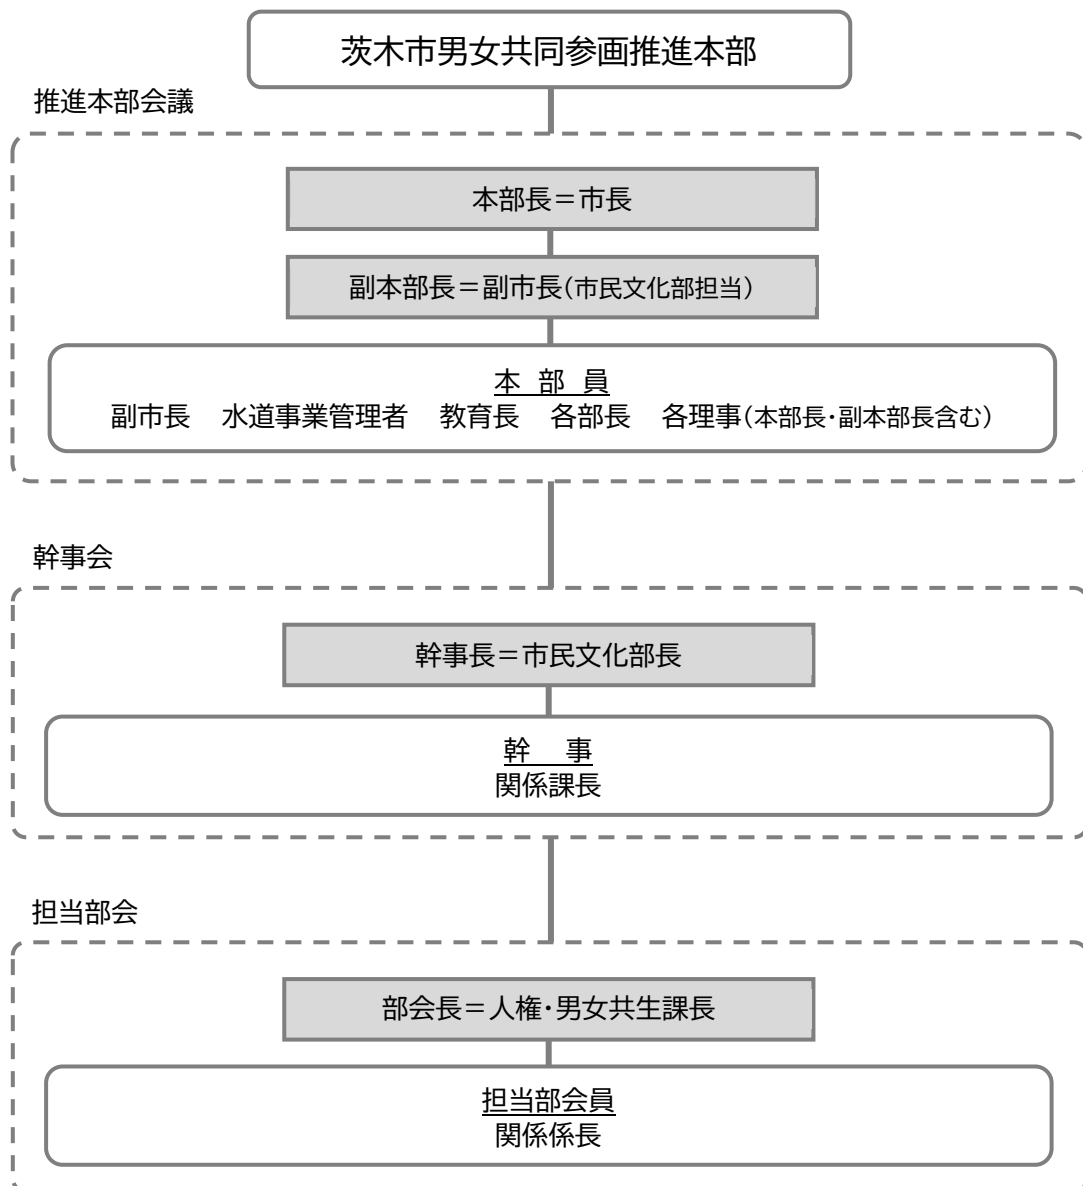 茨木市男女共同参画推進本部
推進本部会議
本部長＝市長
副本部長＝副市長(市民文化部担当)
本 部 員
副市長　水道事業管理者　教育長　各部長　各理事(本部長・副本部長含む)
幹事会
幹事長＝市民文化部長
幹　事
関係課長
担当部会
部会長＝人権・男女共生課長
担当部会員
関係係長